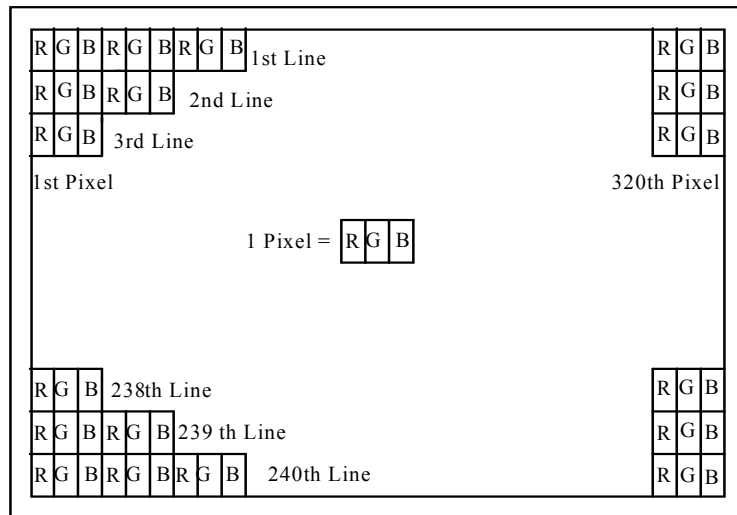 R G B R G B R G B 1st Line R G B
R G B R G B 2nd Line R G B
R G B 3rd Line R G B
1st Pixel 320th Pixel
1 Pixel = R G B
R G B 238th Line R G B
R G B R G B 239 th Line R G B
R G B R G B R G B 240th Line R G B